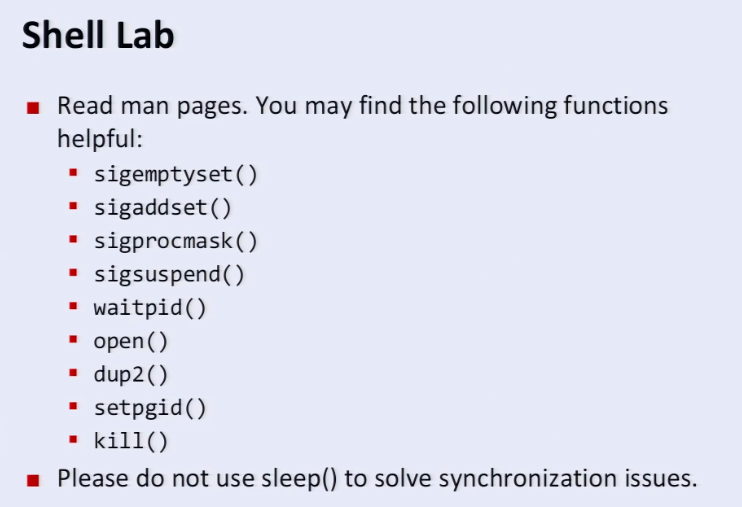 Shell Lab
Read man pages. You may find the following functions
helpful:
sigemptyset()
sigaddset()
sigprocmask()
sigsuspend()
waitpid()
open()
dup2()
setpgid()
kill()
Please do not use sleep() to solve synchronization issues.